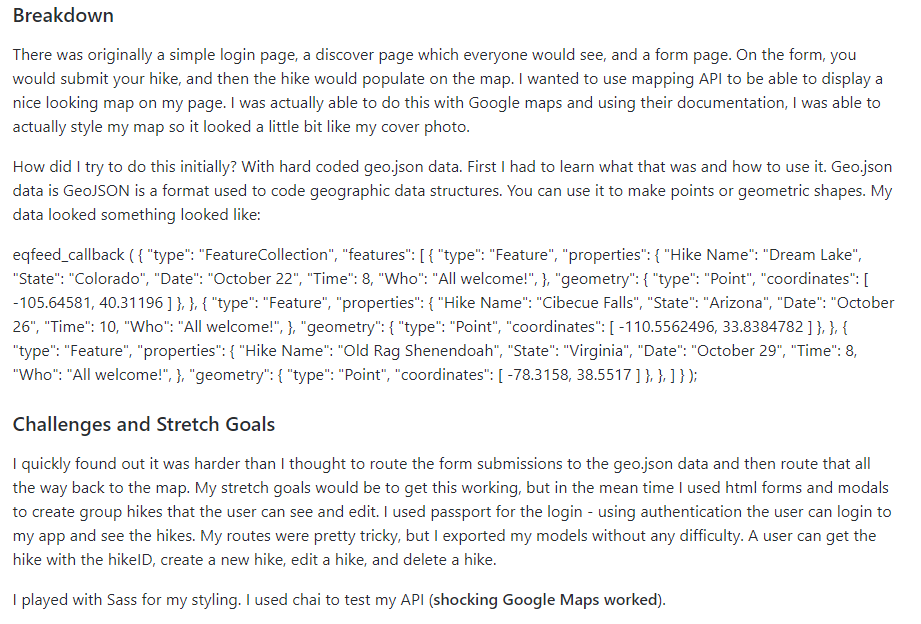 Breakdown
There was originally a simple login page, a discover page which everyone would see, and a form page. On the form, you
would submit your hike, and then the hike would populate on the map. I wanted to use mapping API to be able to display a
nice looking map on my page. I was actually able to do this with Google maps and using their documentation, I was able to
actually style my map so it looked a little bit like my cover photo.
How did I try to do this initially? With hard coded geo.json data. First I had to learn what that was and how to use it. Geo.json
data is GeoJSON is a format used to code geographic data structures. You can use it to make points or geometric shapes. My
data looked something looked like:
eqfeed_callback ( { "type": "FeatureCollection", "features": [ { "type": "Feature", "properties": { "Hike Name": "Dream Lake",
"State": "Colorado", "Date": "October 22", "Time": 8, "Who": "All welcome!", }, "geometry": { "type": "Point", "coordinates": [
-105.64581, 40.31196 ] }, }, { "type": "Feature", "properties": { "Hike Name": "Cibecue Falls", "State": "Arizona", "Date": "October
26", "Time": 10, "Who": "All welcome!", }, "geometry": { "type": "Point", "coordinates": [ -110.5562496, 33.8384782 ] }, }, {
"type": "Feature", "properties": { "Hike Name": "Old Rag Shenendoah", "State": "Virginia", "Date": "October 29", "Time": 8,
"Who": "All welcome!", }, "geometry": { "type": "Point", "coordinates": [ -78.3158, 38.5517 ] }, }, ] } );
Challenges and Stretch Goals
I quickly found out it was harder than I thought to route the form submissions to the geo.json data and then route that all
the way back to the map. My stretch goals would be to get this working, but in the mean time I used html forms and modals
to create group hikes that the user can see and edit. I used passport for the login - using authentication the user can login to
my app and see the hikes. My routes were pretty tricky, but I exported my models without any difficulty. A user can get the
hike with the hikeID, create a new hike, edit a hike, and delete a hike.
I played with Sass for my styling. I used chai to test my API (shocking Google Maps worked).